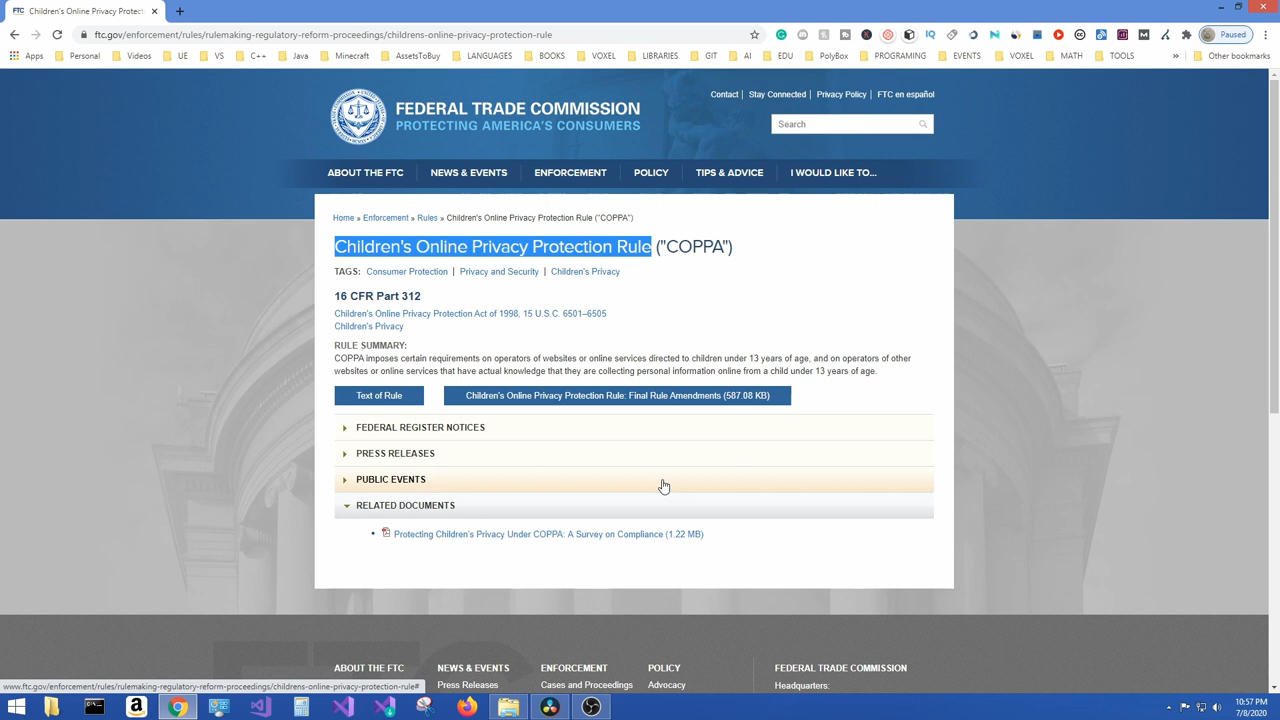 FTC Children's Online Privacy Protecti
ftc.gov/enforcement/rules/rulemaking-regulatory-reform-proceedings/childrens-online-privacy-protection-rule
Paused
Apps Personal Videos UE VS C++ Java Minecraft AssetsToBuy LANGUAGES BOOKS VOXEL LIBRARIES GIT AI EDU PolyBox PROGRAMING EVENTS VOXEL MATH TOOLS » Other bookmarks
Contact | Stay Connected | Privacy Policy | FTC en español
FEDERAL TRADE COMMISSION
PROTECTING AMERICA'S CONSUMERS
Search
ABOUT THE FTC NEWS & EVENTS ENFORCEMENT POLICY TIPS & ADVICE I WOULD LIKE TO...
Home » Enforcement » Rules » Children's Online Privacy Protection Rule ("COPPA")
Children's Online Privacy Protection Rule ("COPPA")
TAGS: Consumer Protection | Privacy and Security | Children's Privacy
16 CFR Part 312
Children's Online Privacy Protection Act of 1998, 15 U.S.C. 6501–6505
Children's Privacy
RULE SUMMARY:
COPPA imposes certain requirements on operators of websites or online services directed to children under 13 years of age, and on operators of other
websites or online services that have actual knowledge that they are collecting personal information online from a child under 13 years of age.
Text of Rule Children's Online Privacy Protection Rule: Final Rule Amendments (587.08 KB)
FEDERAL REGISTER NOTICES
PRESS RELEASES
PUBLIC EVENTS
RELATED DOCUMENTS
• Protecting Children's Privacy Under COPPA: A Survey on Compliance (1.22 MB)
ABOUT THE FTC NEWS & EVENTS ENFORCEMENT POLICY FEDERAL TRADE COMMISSION
Press Releases Cases and Proceedings Advocacy Headquarters:
www.ftc.gov/enforcement/rules/rulemaking-regulatory-reform-proceedings/childrens-online-privacy-protection-rule#
10:57 PM
7/8/2020